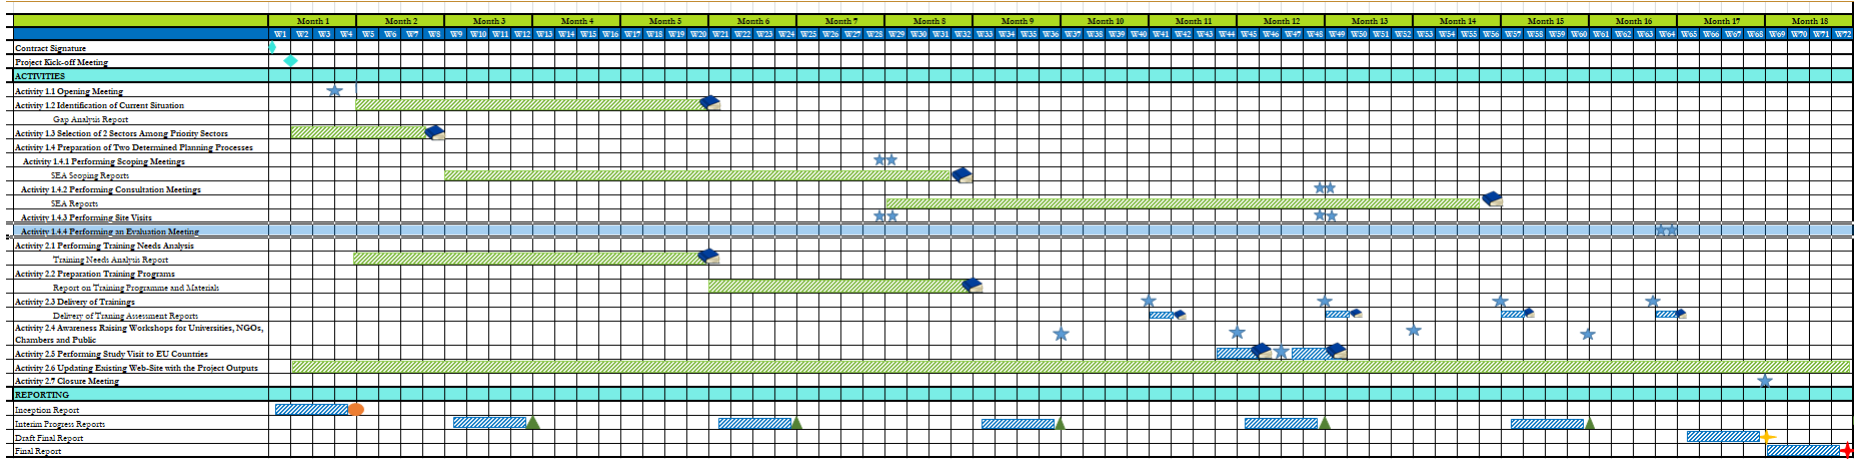 Month 1 Month 2 Month 3 Month 4 Month 5 Month 6 Month 7 Month 8 Month 9 Month 10 Month 11 Month 12 Month 13 Month 14 Month 15 Month 16 Month 17 Month 18
W1 W2 W3 W4 W5 W6 W7 W8 W9 W10 W11 W12 W13 W14 W15 W16 W17 W18 W19 W20 W21 W22 W23 W24 W25 W26 W27 W28 W29 W30 W31 W32 W33 W34 W35 W36 W37 W38 W39 W40 W41 W42 W43 W44 W45 W46 W47 W48 W49 W50 W51 W52 W53 W54 W55 W56 W57 W58 W59 W60 W61 W62 W63 W64 W65 W66 W67 W68 W69 W70 W71 W72
Contract Signature
Project Kick-off Meeting
ACTIVITIES
Activity 1.1 Opening Meeting
Activity 1.2 Identification of Current Situation
Gap Analysis Report
Activity 1.3 Selection of 2 Sectors Among Priority Sectors
Activity 1.4 Preparation of Two Determined Planning Processes
Activity 1.4.1 Performing Scoping Meetings
SEA Scoping Reports
Activity 1.4.2 Performing Consultation Meetings
SEA Reports
Activity 1.4.3 Performing Site Visits
Activity 1.4.4 Performing an Evaluation Meeting
Activity 2.1 Performing Training Needs Analysis
Training Needs Analysis Report
Activity 2.2 Preparation Training Programs
Report on Training Programme and Materials
Activity 2.3 Delivery of Trainings
Delivery of Traning Assessment Reports
Activity 2.4 Awareness Raising Workshops for Universities, NGOs,
Chambers and Public
Activity 2.5 Performing Study Visit to EU Countries
Activity 2.6 Updating Existing Web-Site with the Project Outputs
Activity 2.7 Closure Meeting
REPORTING
Inception Report
Interim Progress Reports
Draft Final Report
Final Report